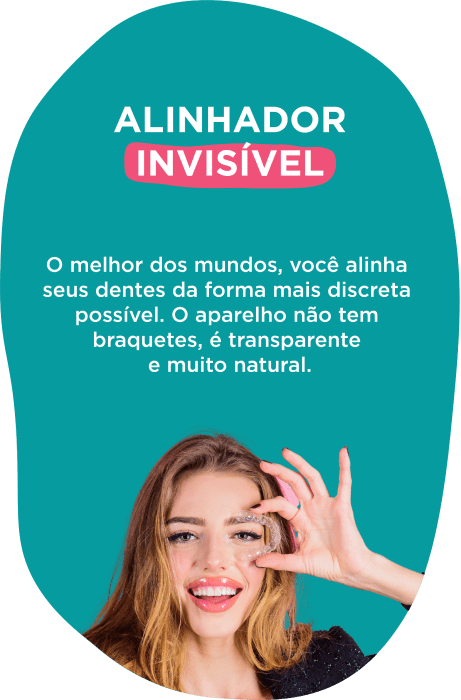 ALINHADOR
INVISÍVEL
O melhor dos mundos, você alinha
seus dentes da forma mais discreta
possível. O aparelho não tem
braquetes, é transparente
e muito natural.